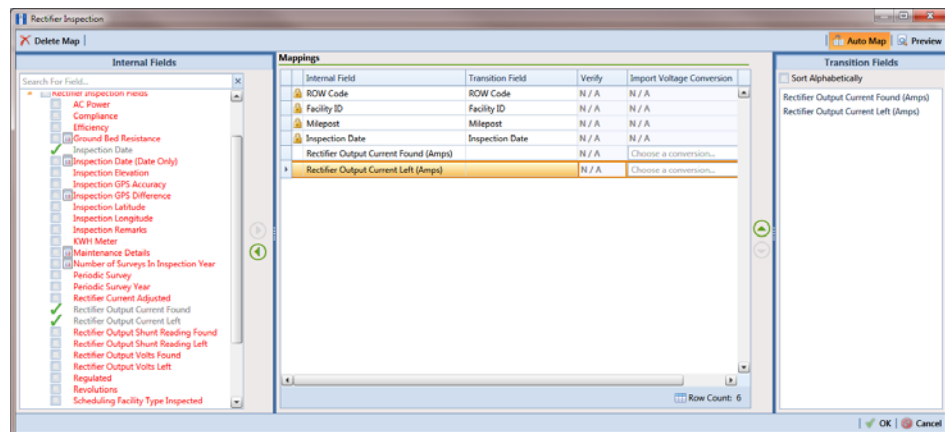 Rectifier Inspection
Delete Map
Auto Map
Preview
Internal Fields
Search For Field...
Rectifier Inspection Fields
AC Power
Compliance
Efficiency
Ground Bed Resistance
Inspection Date
Inspection Date (Date Only)
Inspection Elevation
Inspection GPS Accuracy
Inspection GPS Difference
Inspection Latitude
Inspection Longitude
Inspection Remarks
KWH Meter
Maintenance Details
Number of Surveys In Inspection Year
Periodic Survey
Periodic Survey Year
Rectifier Current Adjusted
Rectifier Output Current Found
Rectifier Output Current Left
Rectifier Output Shunt Reading Found
Rectifier Output Shunt Reading Left
Rectifier Output Volts Found
Rectifier Output Volts Left
Regulated
Revolutions
Scheduling Facility Type Inspected
Mappings
Internal Field Transition Field Verify Import Voltage Conversion
ROW Code ROW Code N / A N / A
Facility ID Facility ID N / A N / A
Milepost Milepost N / A N / A
Inspection Date Inspection Date N / A N / A
Rectifier Output Current Found (Amps) N / A Choose a conversion...
Rectifier Output Current Left (Amps) N / A Choose a conversion...
Row Count: 6
Transition Fields
Sort Alphabetically
Rectifier Output Current Found (Amps)
Rectifier Output Current Left (Amps)
OK
Cancel